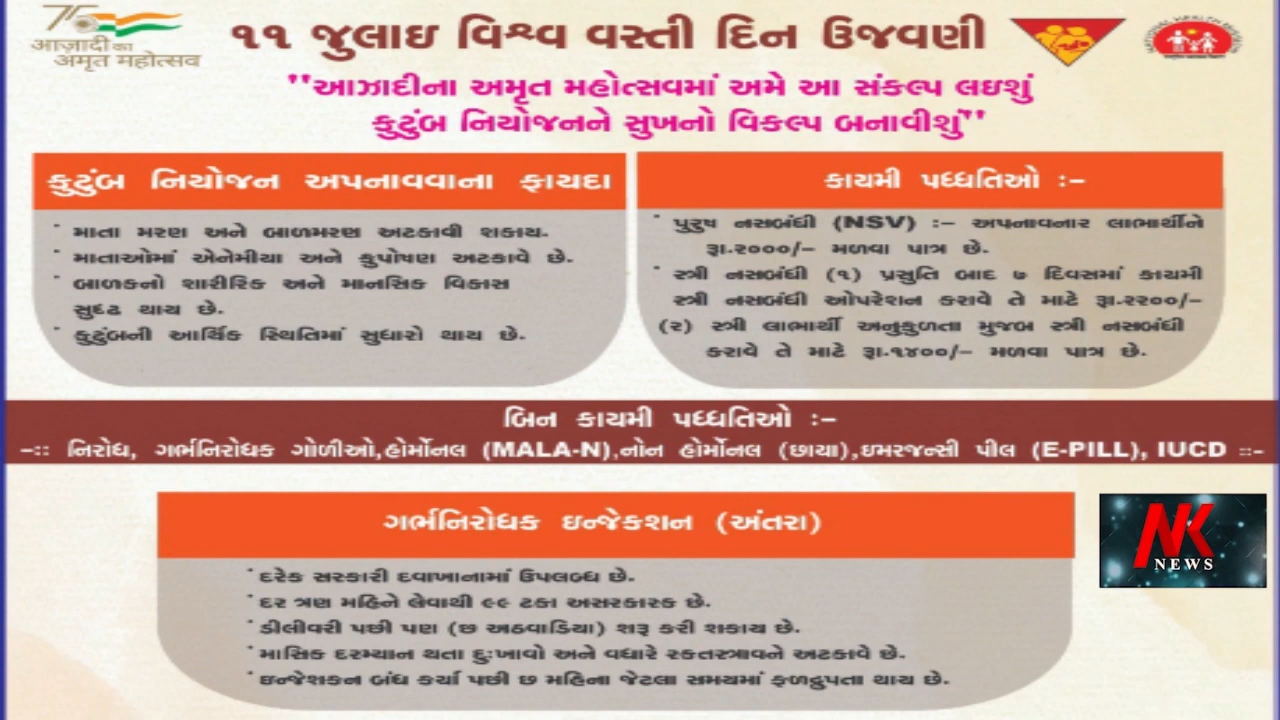 75
आज़ादी का
अमृत महोत्सव
૧૧ જુલાઇ વિશ્વ વસ્તી દિન ઉજવણી
''આઝાદીના અમૃત મહોત્સવમાં અમે આ સંકલ્પ લઇશું
કુટુંબ નિયોજનને સુખનો વિકલ્પ બનાવીશું''
કુટુંબ નિયોજન અપનાવવાના ફાયદા
માતા મરણ અને બાળમરણ અટકાવી શકાય.
માતાઓમાં એનેમીયા અને કુપોષણ અટકાવે છે.
બાળકનો શારીરિક અને માનસિક વિકાસ
સુદૃઢ થાય છે.
કુટુંબની આર્થિક સ્થિતિમાં સુધારો થાય છે.
કાયમી પધ્ધતિઓ :-
પુરુષ નસબંધી (NSV) :- અપનાવનાર લાભાર્થીને
રૂા.૨૦૦૦/- મળવા પાત્ર છે.
સ્ત્રી નસબંધી (૧) પ્રસુતિ બાદ ૭ દિવસમાં કાયમી
સ્ત્રી નસબંધી ઓપરેશન કરાવે તે માટે રૂા.૨૨૦૦/-
(૨) સ્ત્રી લાભાર્થી અનુકુળતા મુજબ સ્ત્રી નસબંધી
કરાવે તે માટે રૂા.૧૪૦૦/- મળવા પાત્ર છે.
બિન કાયમી પધ્ધતિઓ :-
-:: નિરોધ, ગર્ભનિરોધક ગોળીઓ,હોર્મોનલ (MALA-N),નોન હોર્મોનલ (છાયા),ઇમરજન્સી પીલ (E-PILL), IUCD ::-
ગર્ભનિરોધક ઇન્જેકશન (અંતરા)
દરેક સરકારી દવાખાનામાં ઉપલબ્ધ છે.
દર ત્રણ મહિને લેવાથી ૯૯ ટકા અસરકારક છે.
ડીલીવરી પછી પણ (છ અઠવાડિયા) શરૂ કરી શકાય છે.
માસિક દરમ્યાન થતા દુઃખાવો અને વધારે રક્તસ્ત્રાવને અટકાવે છે.
ઇન્જેશકન બંધ કર્યા પછી છ મહિના જેટલા સમયમાં ફળદ્રુપતા થાય છે.
NK
NEWS